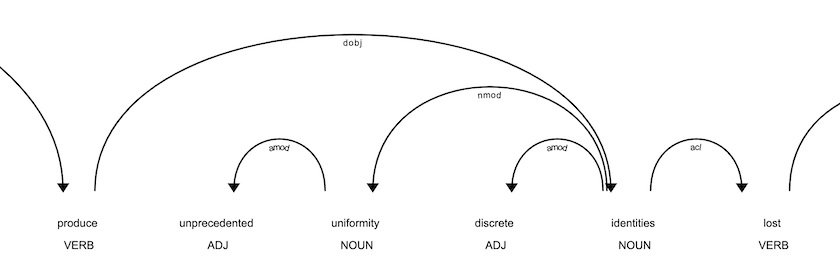 dobj
nmod
amod amod acl
produce unprecedented uniformity discrete identities lost
VERB ADJ NOUN ADJ NOUN VERB